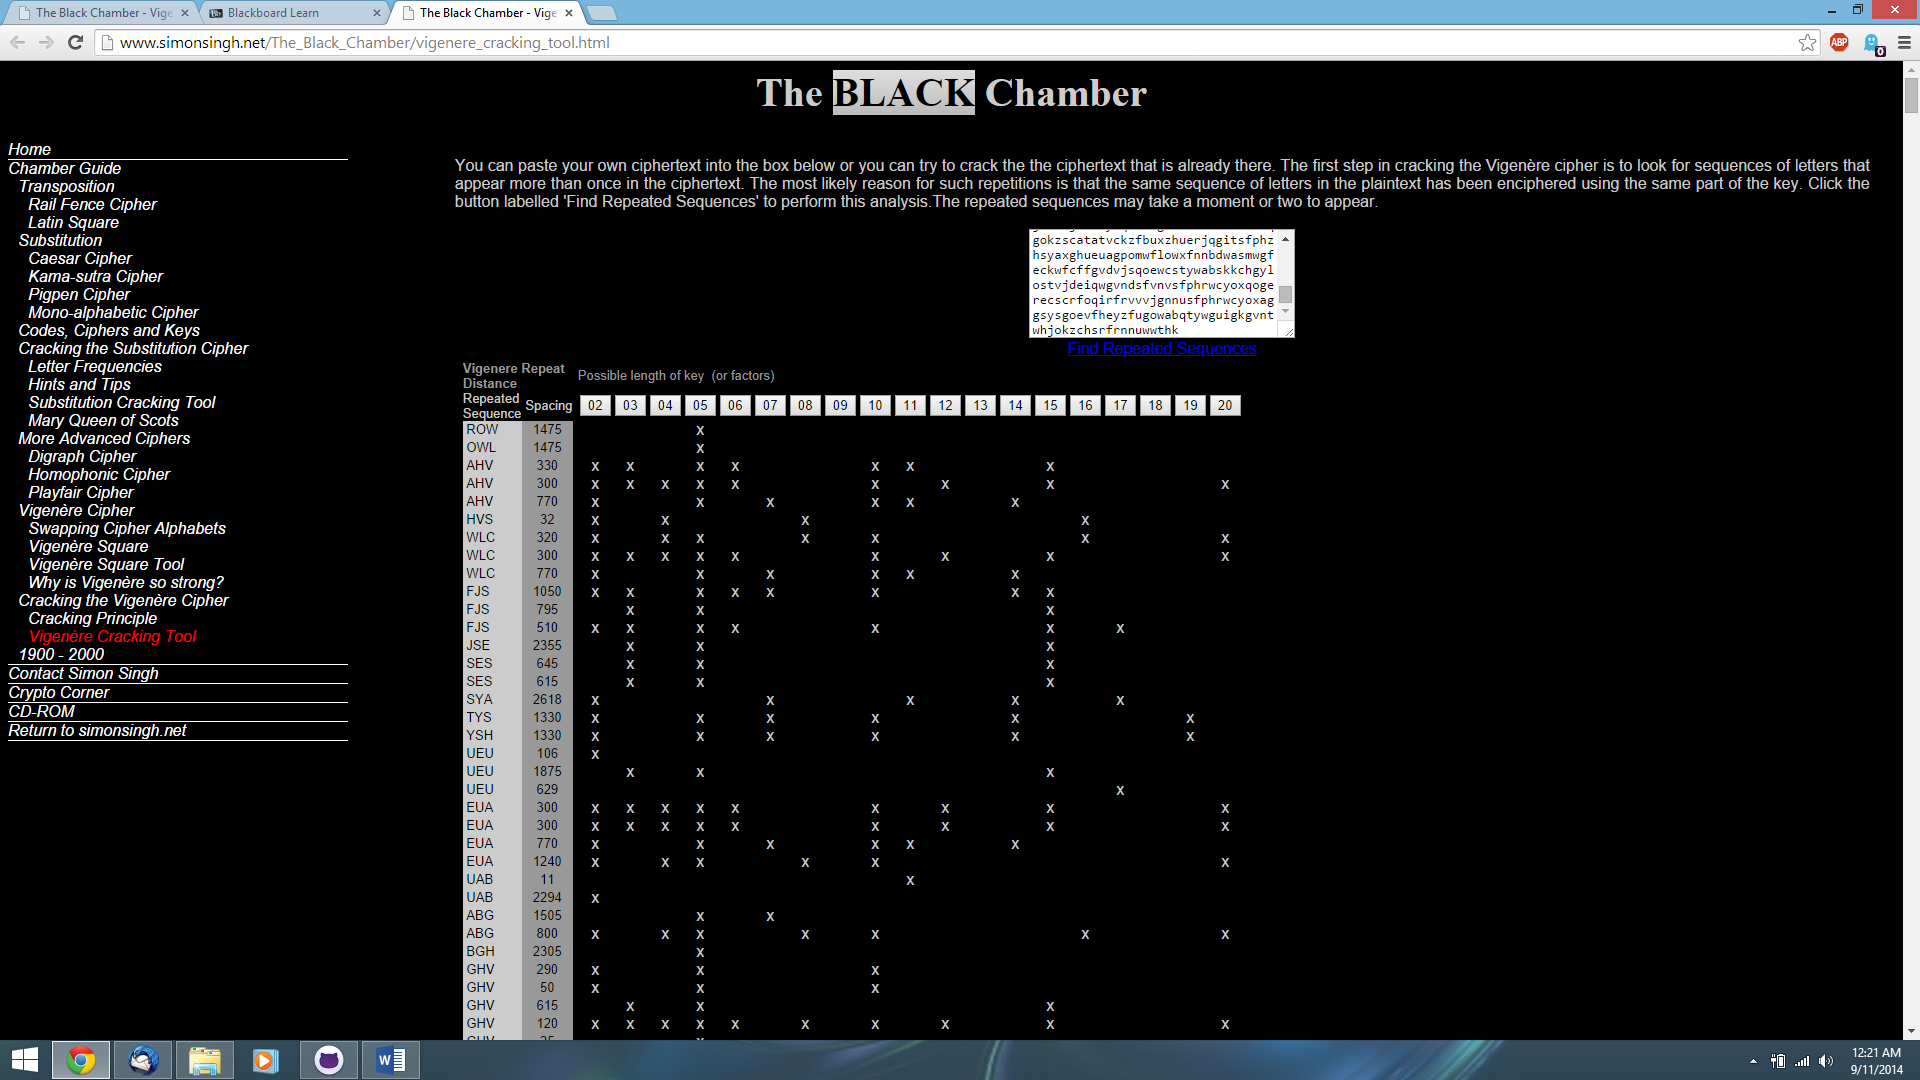 The Black Chamber - Vige
Blackboard Learn
The Black Chamber - Vige
www.simonsingh.net/The_Black_Chamber/vigenere_cracking_tool.html
ABP
0
The BLACK Chamber
Home
Chamber Guide
Transposition
Rail Fence Cipher
Latin Square
Substitution
Caesar Cipher
Kama-sutra Cipher
Pigpen Cipher
Mono-alphabetic Cipher
Codes, Ciphers and Keys
Cracking the Substitution Cipher
Letter Frequencies
Hints and Tips
Substitution Cracking Tool
Mary Queen of Scots
More Advanced Ciphers
Digraph Cipher
Homophonic Cipher
Playfair Cipher
Vigenère Cipher
Swapping Cipher Alphabets
Vigenère Square
Vigenère Square Tool
Why is Vigenère so strong?
Cracking the Vigenère Cipher
Cracking Principle
Vigenère Cracking Tool
1900 - 2000
Contact Simon Singh
Crypto Corner
CD-ROM
Return to simonsingh.net
You can paste your own ciphertext into the box below or you can try to crack the the ciphertext that is already there. The first step in cracking the Vigenère cipher is to look for sequences of letters that
appear more than once in the ciphertext. The most likely reason for such repetitions is that the same sequence of letters in the plaintext has been enciphered using the same part of the key. Click the
button labelled 'Find Repeated Sequences' to perform this analysis.The repeated sequences may take a moment or two to appear.
gokzscatatvckzfbuxzhuerjqgitsfphz
hsyaxghueuagpomwflowxfnnbdwasmwgf
eckwfcffgvdvjsqoewcstywabskkchgyl
ostvjdeiqwgvndsfvnvsfphrwcyoxqoge
recscrfoqirfrvvvjgnnusfphrwcyoxag
gsysgoevfheyzfugowabqtywguigkgvnt
whjokzchsrfrnnuwwthk
Find Repeated Sequences
Vigenere Repeat
Distance
Possible length of key (or factors)
Repeated
Sequence Spacing 02 03 04 05 06 07 08 09 10 11 12 13 14 15 16 17 18 19 20
ROW 1475 x
OWL 1475 x
AHV 330 x x x x x x x
AHV 300 x x x x x x x x x
AHV 770 x x x x x x
HVS 32 x x x x
WLC 320 x x x x x x x
WLC 300 x x x x x x x x x
WLC 770 x x x x x x
FJS 1050 x x x x x x x x
FJS 795 x x x
FJS 510 x x x x x x x
JSE 2355 x x x
SES 645 x x x
SES 615 x x x
SYA 2618 x x x x x
TYS 1330 x x x x x x
YSH 1330 x x x x x x
UEU 106 x
UEU 1875 x x x
UEU 629 x
EUA 300 x x x x x x x x x
EUA 300 x x x x x x x x x
EUA 770 x x x x x x
EUA 1240 x x x x x x
UAB 11 x
UAB 2294 x
ABG 1505 x x
ABG 800 x x x x x x x
BGH 2305 x
GHV 290 x x x
GHV 50 x x x
GHV 615 x x x
GHV 120 x x x x x x x x x x
12:21 AM
9/11/2014